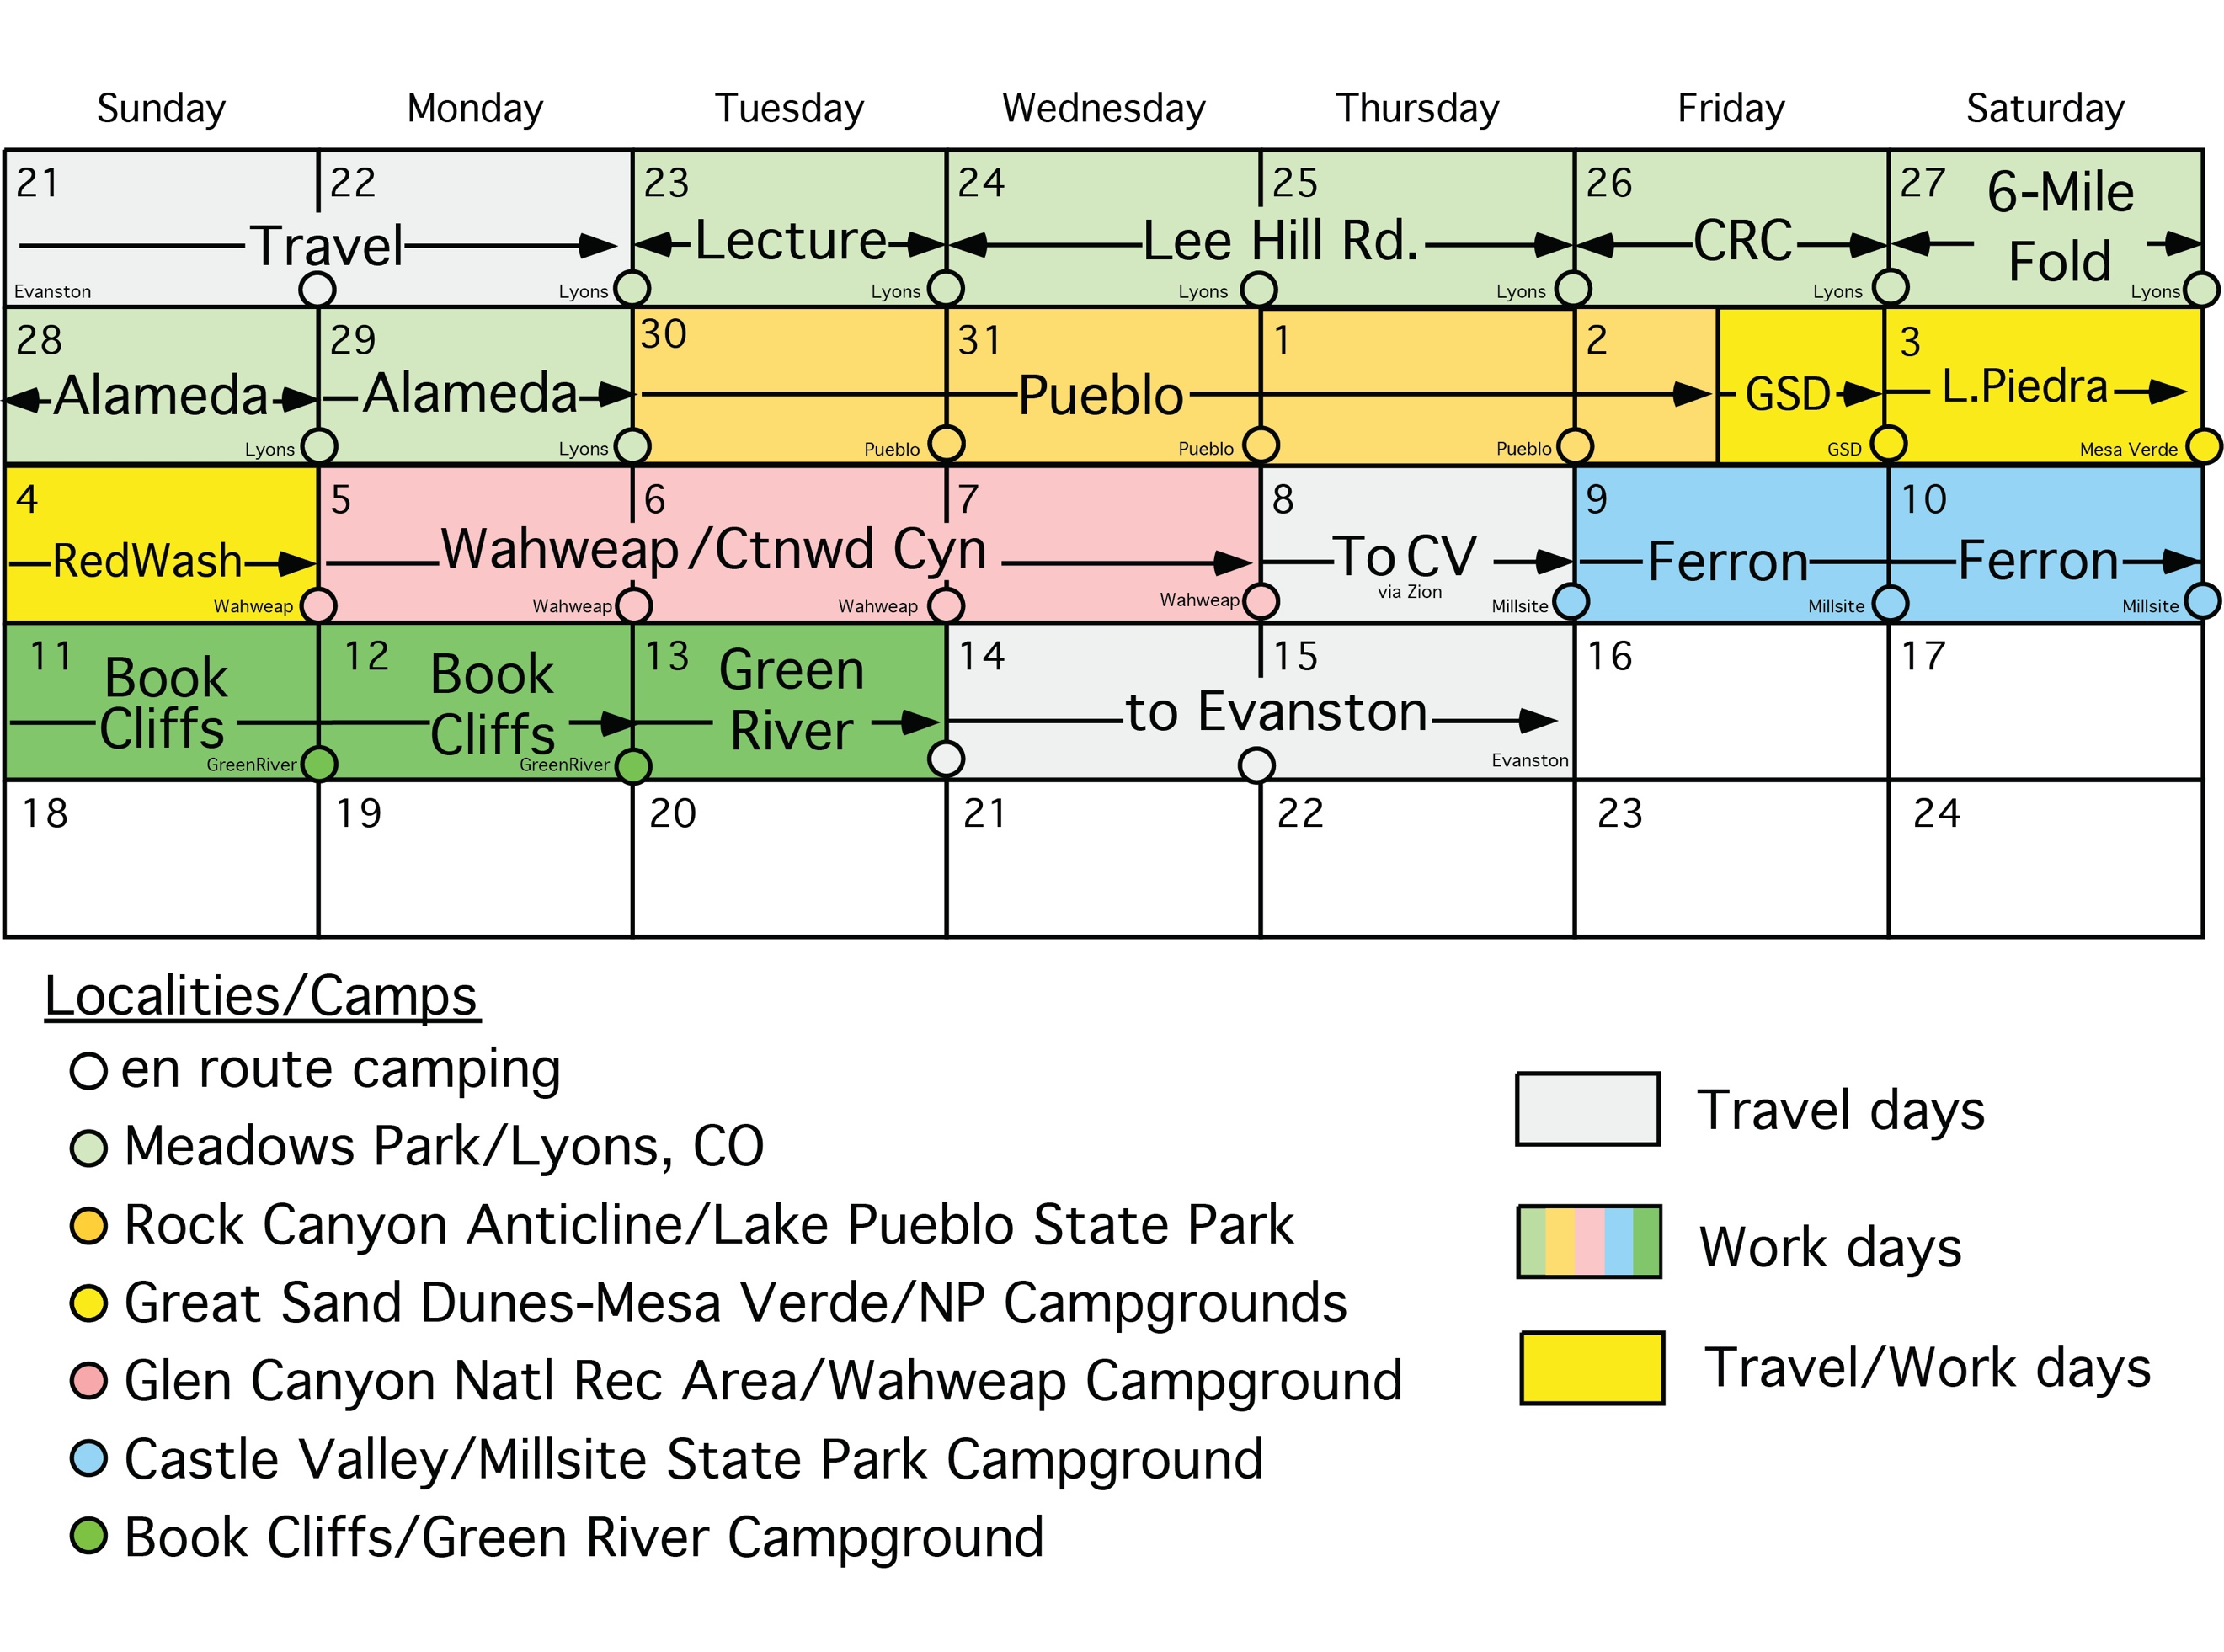 Sunday Monday Tuesday Wednesday Thursday Friday Saturday
21 22 23 24 25 26 27 6-Mile
Travel Lecture Lee Hill Rd. CRC Fold
Evanston Lyons Lyons Lyons Lyons Lyons Lyons
28 29 30 31 1 2 3
Alameda Alameda Pueblo GSD L.Piedra
Lyons Lyons Pueblo Pueblo Pueblo GSD Mesa Verde
4 5 6 7 8 9 10
RedWash Wahweap/Ctnwd Cyn To CV Ferron Ferron
via Zion
Wahweap Wahweap Wahweap Wahweap Millsite Millsite Millsite
11 12 13 14 15 16 17
Book Book Green
Cliffs Cliffs River to Evanston
GreenRiver GreenRiver Evanston
18 19 20 21 22 23 24
Localities/Camps
en route camping
Meadows Park/Lyons, CO
Rock Canyon Anticline/Lake Pueblo State Park
Great Sand Dunes-Mesa Verde/NP Campgrounds
Glen Canyon Natl Rec Area/Wahweap Campground
Castle Valley/Millsite State Park Campground
Book Cliffs/Green River Campground
Travel days
Work days
Travel/Work days